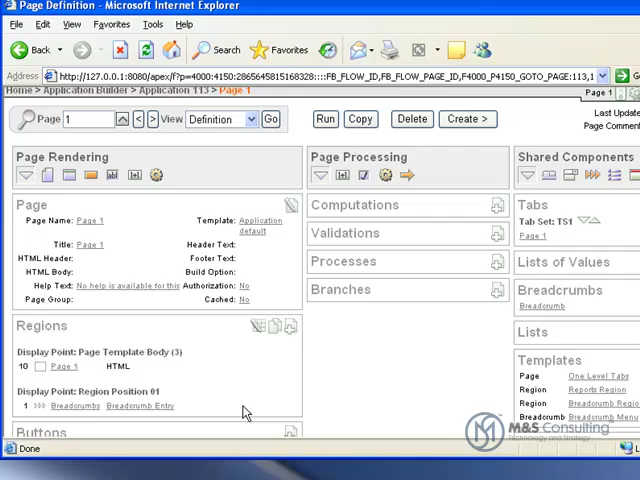 Page Definition - Microsoft Internet Explorer
File Edit View Favorites Tools Help
Back Search Favorites
Address http://127.0.0.1:8080/apex/f?p=4000:4150:2865645815168328::::FB_FLOW_ID,FB_FLOW_PAGE_ID,F4000_P4150_GOTO_PAGE:113,1 G
Home > Application Builder > Application 113 > Page 1
Page 1
Page 1 View Definition Go Run Copy Delete Create >
Last Update
Page Commen
Page Rendering
Page
Page Name: Page 1 Template: Application default
Title: Page 1 Header Text:
HTML Header: Footer Text:
HTML Body: Build Option:
Help Text: No help is available for this Authorization: No
Page Group: Cached: No
Regions
Display Point: Page Template Body (3)
10 Page 1 HTML
Display Point: Region Position 01
1 Breadcrumbs Breadcrumb Entry
Buttons
Page Processing
Computations
Validations
Processes
Branches
Shared Components
Tabs
Tab Set: TS1
Page 1
Lists of Values
Breadcrumbs
Breadcrumb
Lists
Templates
Page One Level Tabs
Region Reports Region
Region Breadcrumb Regio
Breadcrumb Breadcrumb Menu
M&S Consulting
Technology and Strategy
Done
L